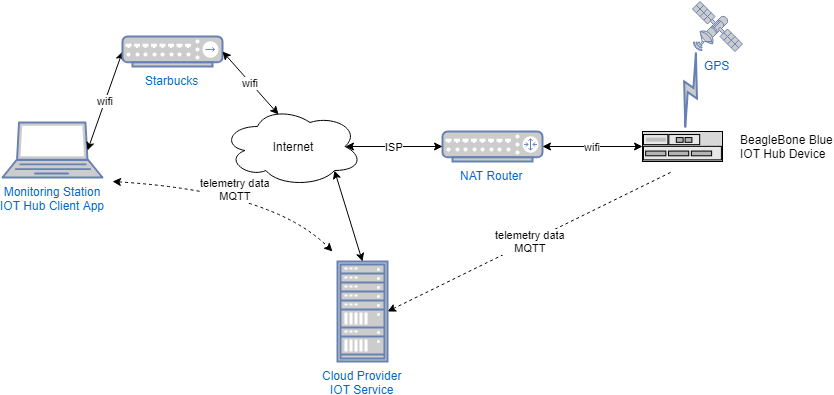 GPS
Starbucks
wifi
wifi
Internet
ISP
wifi
BeagleBone Blue
IOT Hub Device
NAT Router
Monitoring Station
IOT Hub Client App
telemetry data
MQTT
telemetry data
MQTT
Cloud Provider
IOT Service